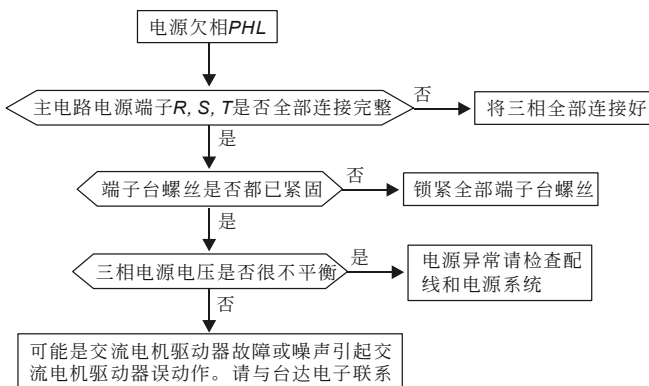 电源欠相PHL
主电路电源端子R, S, T是否全部连接完整
否
将三相全部连接好
是
端子台螺丝是否都已紧固
否
锁紧全部端子台螺丝
是
三相电源电压是否很不平衡
是
电源异常请检查配
线和电源系统
否
可能是交流电机驱动器故障或噪声引起交
流电机驱动器误动作。请与台达电子联系